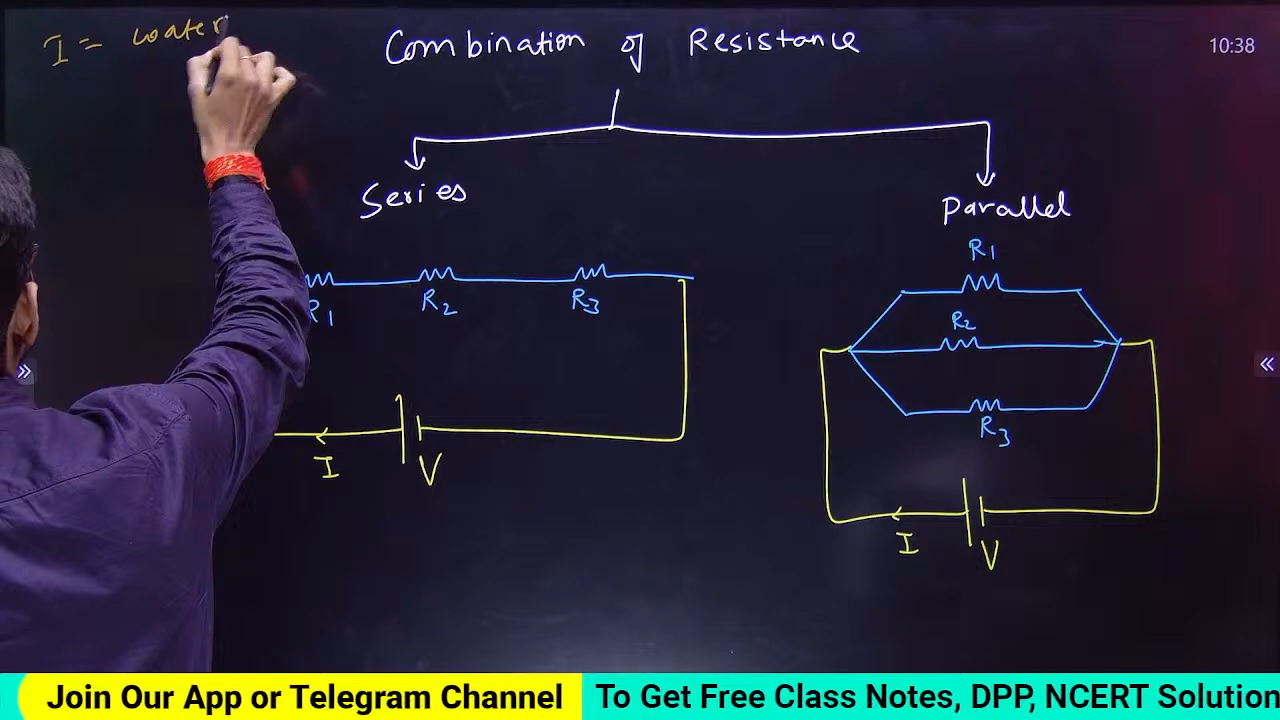 I = water
Combination of Resistance
10:38
Series
Parallel
R1
R2
R3
I
V
R1
R2
R3
I
V
Join Our App or Telegram Channel
To Get Free Class Notes, DPP, NCERT Solution